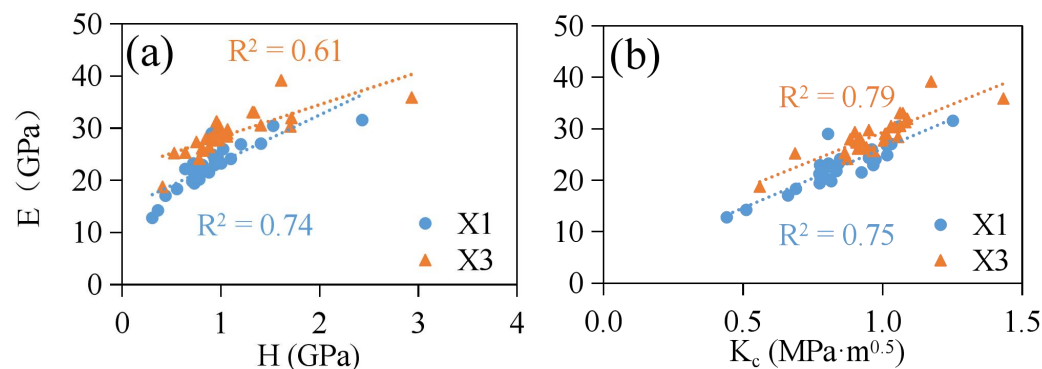 (a)
R² = 0.61
R² = 0.74
X1
X3
E (GPa)
50
40
30
20
10
0
0 1 2 3 4
H (GPa)
(b)
R² = 0.79
R² = 0.75
X1
X3
50
40
30
20
10
0
0.0 0.5 1.0 1.5
K_c (MPa·m^0.5)